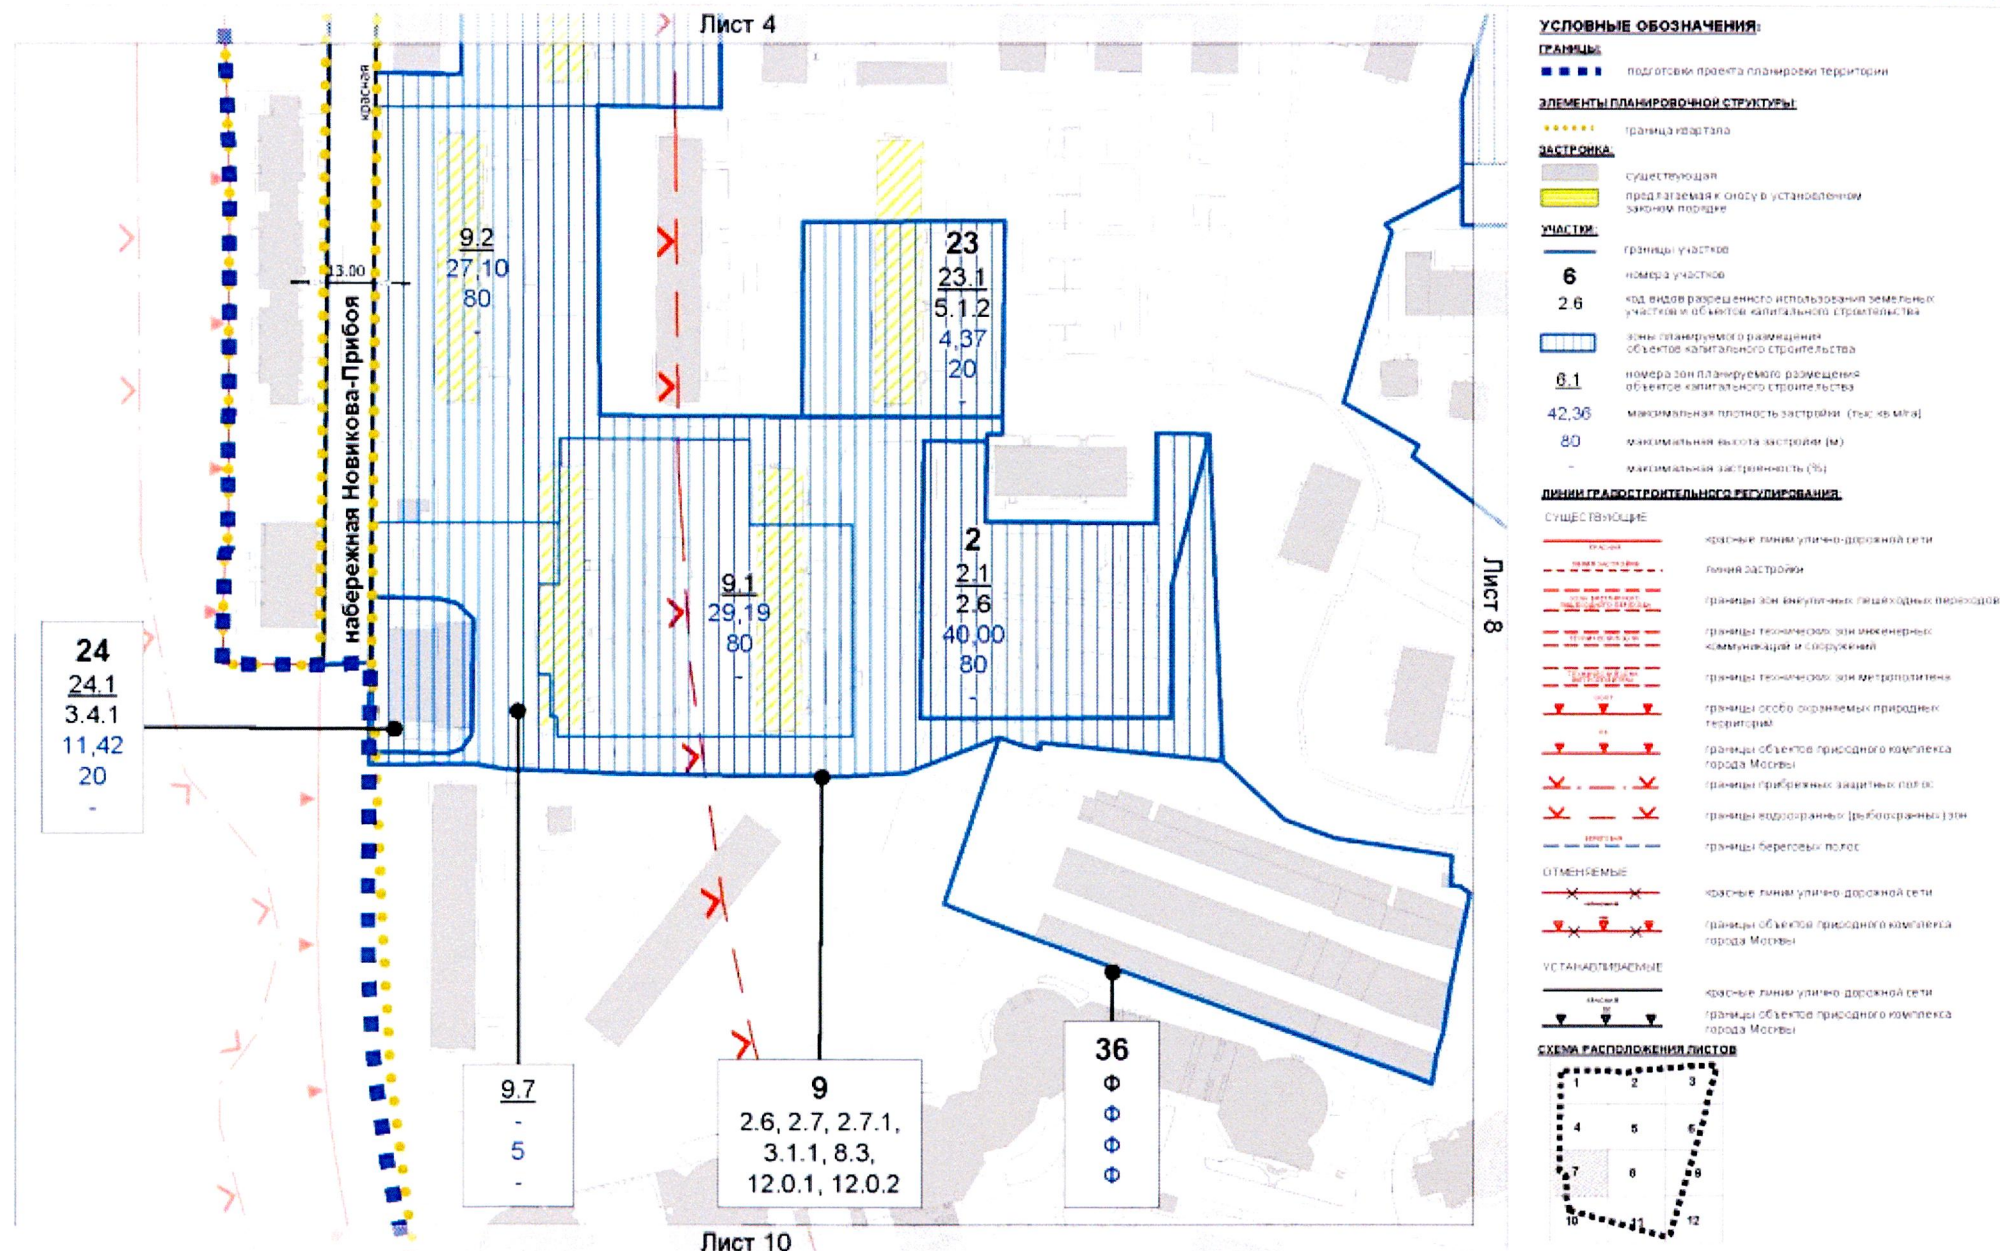 Лист 4
красная
13.00
набережная Новикова-Прибоя
9.2
27,10
80
-
23
23.1
5.1.2
4,37
20
-
9.1
29,19
80
-
2
2.1
2.6
40,00
80
-
Лист 8
24
24.1
3.4.1
11,42
20
-
9.7
-
5
-
9
2.6, 2.7, 2.7.1,
3.1.1, 8.3,
12.0.1, 12.0.2
36
Ф
Ф
Ф
Ф
Лист 10
УСЛОВНЫЕ ОБОЗНАЧЕНИЯ:
ГРАНИЦЫ:
подготовки проекта планировки территории
ЭЛЕМЕНТЫ ПЛАНИРОВОЧНОЙ СТРУКТУРЫ:
граница квартала
ЗАСТРОЙКА:
существующая
предлагаемая к сносу в установленном
законом порядке
УЧАСТКИ:
границы участков
6
номера участков
2.6
код видов разрешенного использования земельных
участков и объектов капитального строительства
зоны планируемого размещения
объектов капитального строительства
6.1
номера зон планируемого размещения
объектов капитального строительства
42,36
максимальная плотность застройки (тыс.кв.м/га)
80
максимальная высота застройки (м)
-
максимальная застроенность (%)
ЛИНИИ ГРАДОСТРОИТЕЛЬНОГО РЕГУЛИРОВАНИЯ:
СУЩЕСТВУЮЩИЕ
красные линии улично-дорожной сети
линия застройки
границы зон внеуличных пешеходных переходов
границы технических зон инженерных
коммуникаций и сооружений
границы технических зон метрополитена
границы особо охраняемых природных
территорий
границы объектов природного комплекса
города Москвы
границы прибрежных защитных полос
границы водоохранных (рыбоохранных) зон
границы береговых полос
ОТМЕНЯЕМЫЕ
красные линии улично-дорожной сети
границы объектов природного комплекса
города Москвы
УСТАНАВЛИВАЕМЫЕ
красные линии улично-дорожной сети
границы объектов природного комплекса
города Москвы
СХЕМА РАСПОЛОЖЕНИЯ ЛИСТОВ
1 2 3
4 5 6
7 8 9
10 11 12